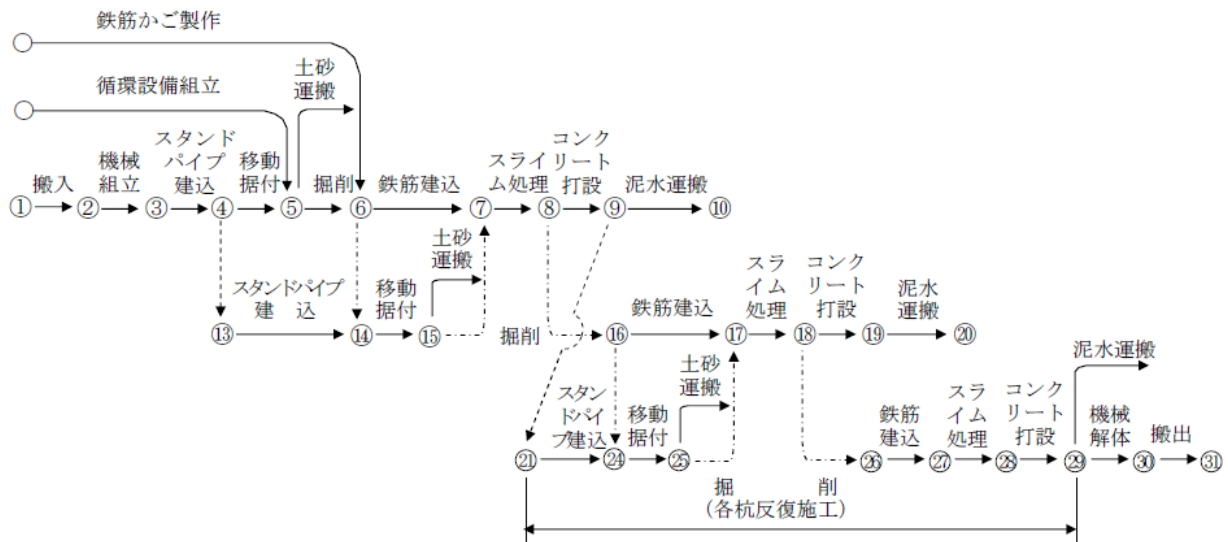 鉄筋かご製作
土砂
運搬
循環設備組立
スタンド
パイプ
建込
コンク
リート
打設
搬入
機械
組立
移動
据付
掘削
鉄筋建込
スライ
ム処理
泥水運搬
① ② ③ ④ ⑤ ⑥ ⑦ ⑧ ⑨ ⑩
土砂
運搬
スタンドパイプ
建 込
移動
据付
⑬ ⑭ ⑮
掘削
鉄筋建込
スラ
イム
処理
コンク
リート
打設
泥水
運搬
⑯ ⑰ ⑱ ⑲ ⑳
土砂
運搬
泥水運搬
スタン
ドパイ
プ建込
移動
据付
鉄筋
建込
スラ
イム
処理
コンク
リート
打設
機械
解体
搬出
㉑ ㉔ ㉕ ㉖ ㉗ ㉘ ㉙ ㉚ ㉛
掘 削
(各杭反復施工)